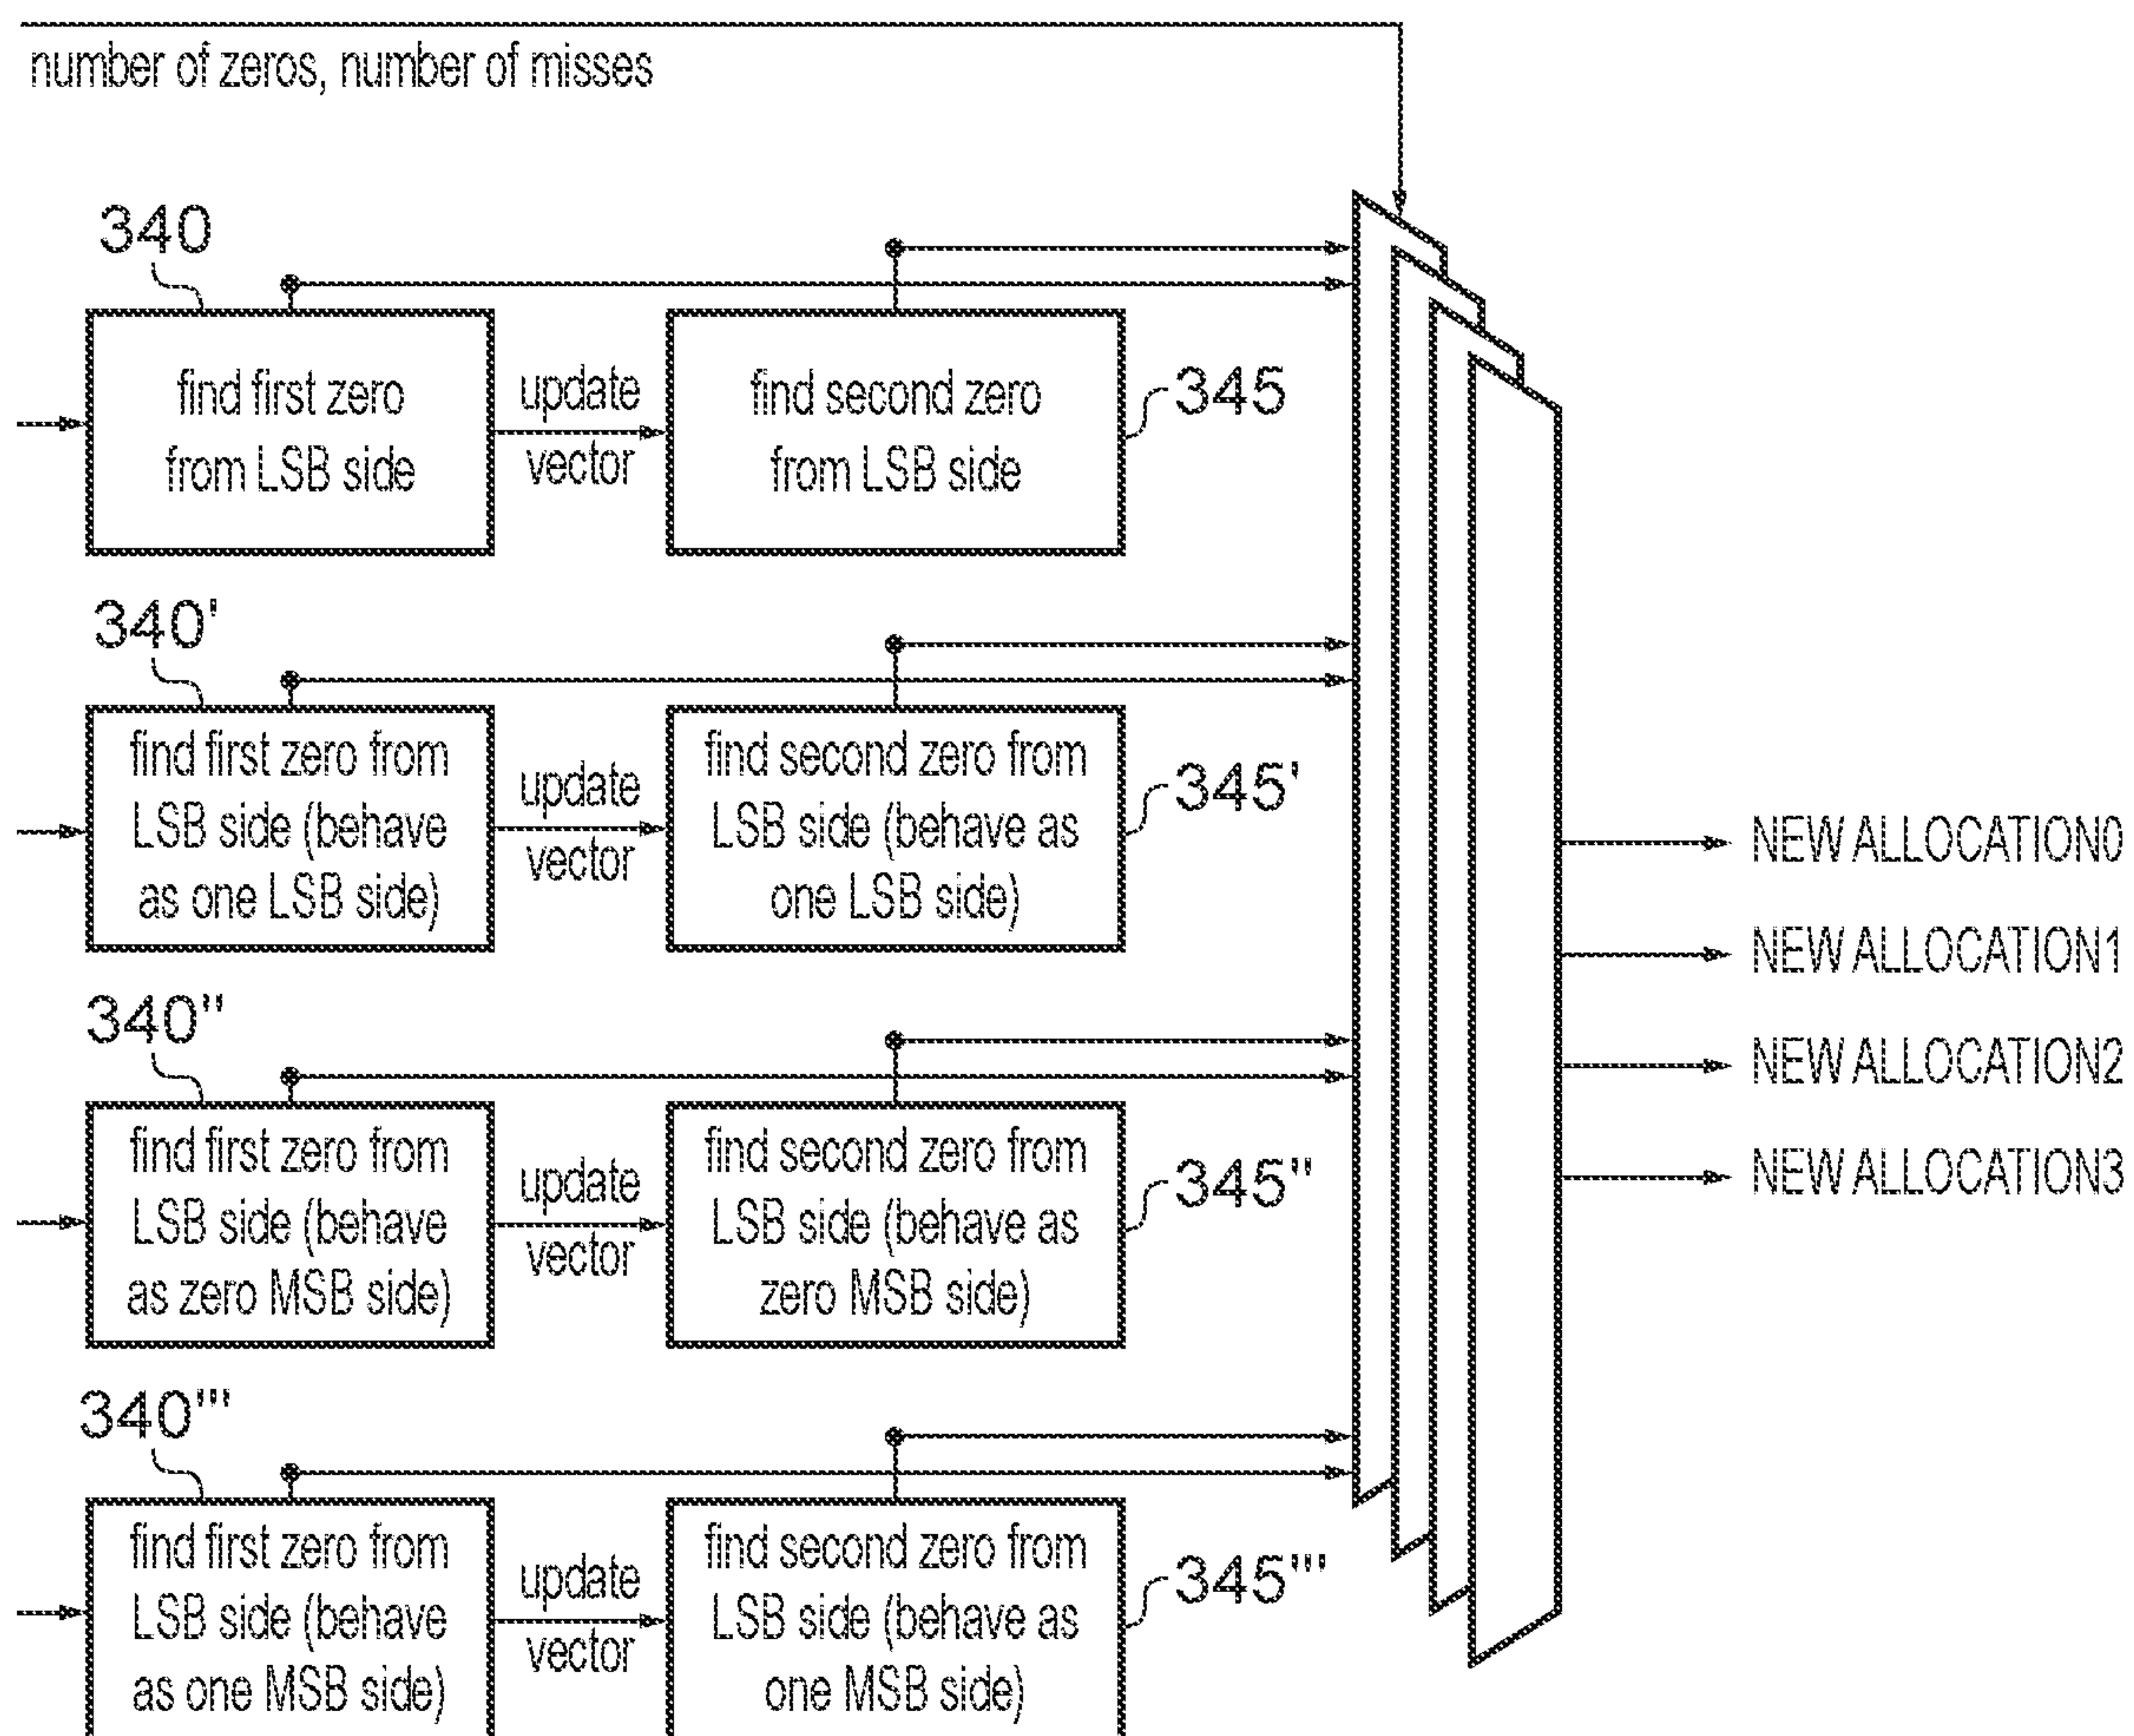 number of zeros, number of misses
340
find first zero
from LSB side
update
vector
find second zero
from LSB side
345
340'
find first zero from
LSB side (behave
as one LSB side)
update
vector
find second zero from
LSB side (behave as
one LSB side)
345'
340"
find first zero from
LSB side (behave
as zero MSB side)
update
vector
find second zero from
LSB side (behave as
zero MSB side)
345"
340'"
find first zero from
LSB side (behave
as one MSB side)
update
vector
find second zero from
LSB side (behave as
one MSB side)
345'"
NEW ALLOCATION0
NEW ALLOCATION1
NEW ALLOCATION2
NEW ALLOCATION3